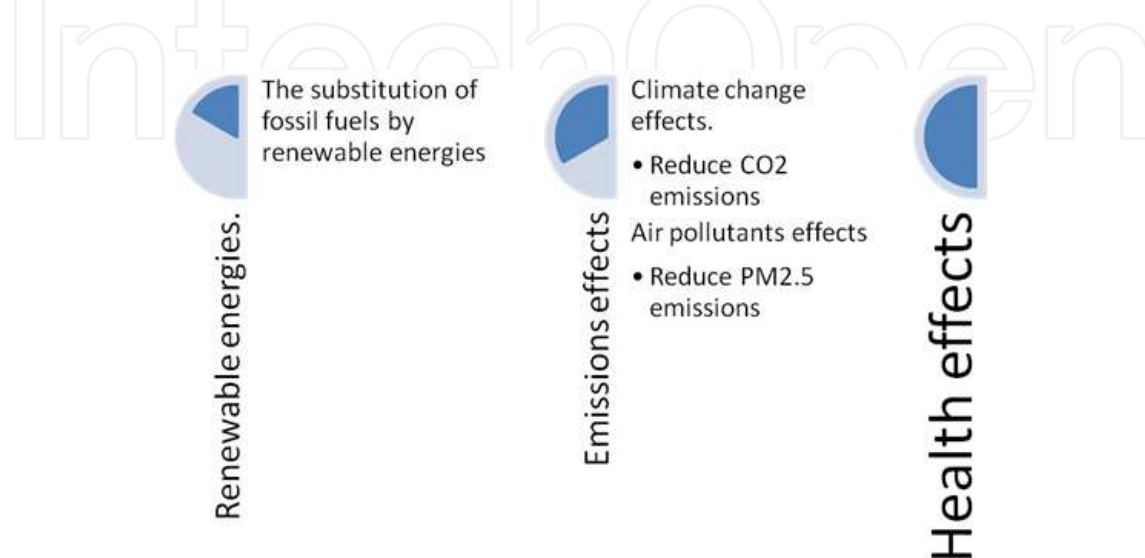 IntechOpen
The substitution of
fossil fuels by
renewable energies
Renewable energies.
Climate change
effects.
• Reduce CO2
emissions
Air pollutants effects
• Reduce PM2.5
emissions
Emissions effects
Health effects